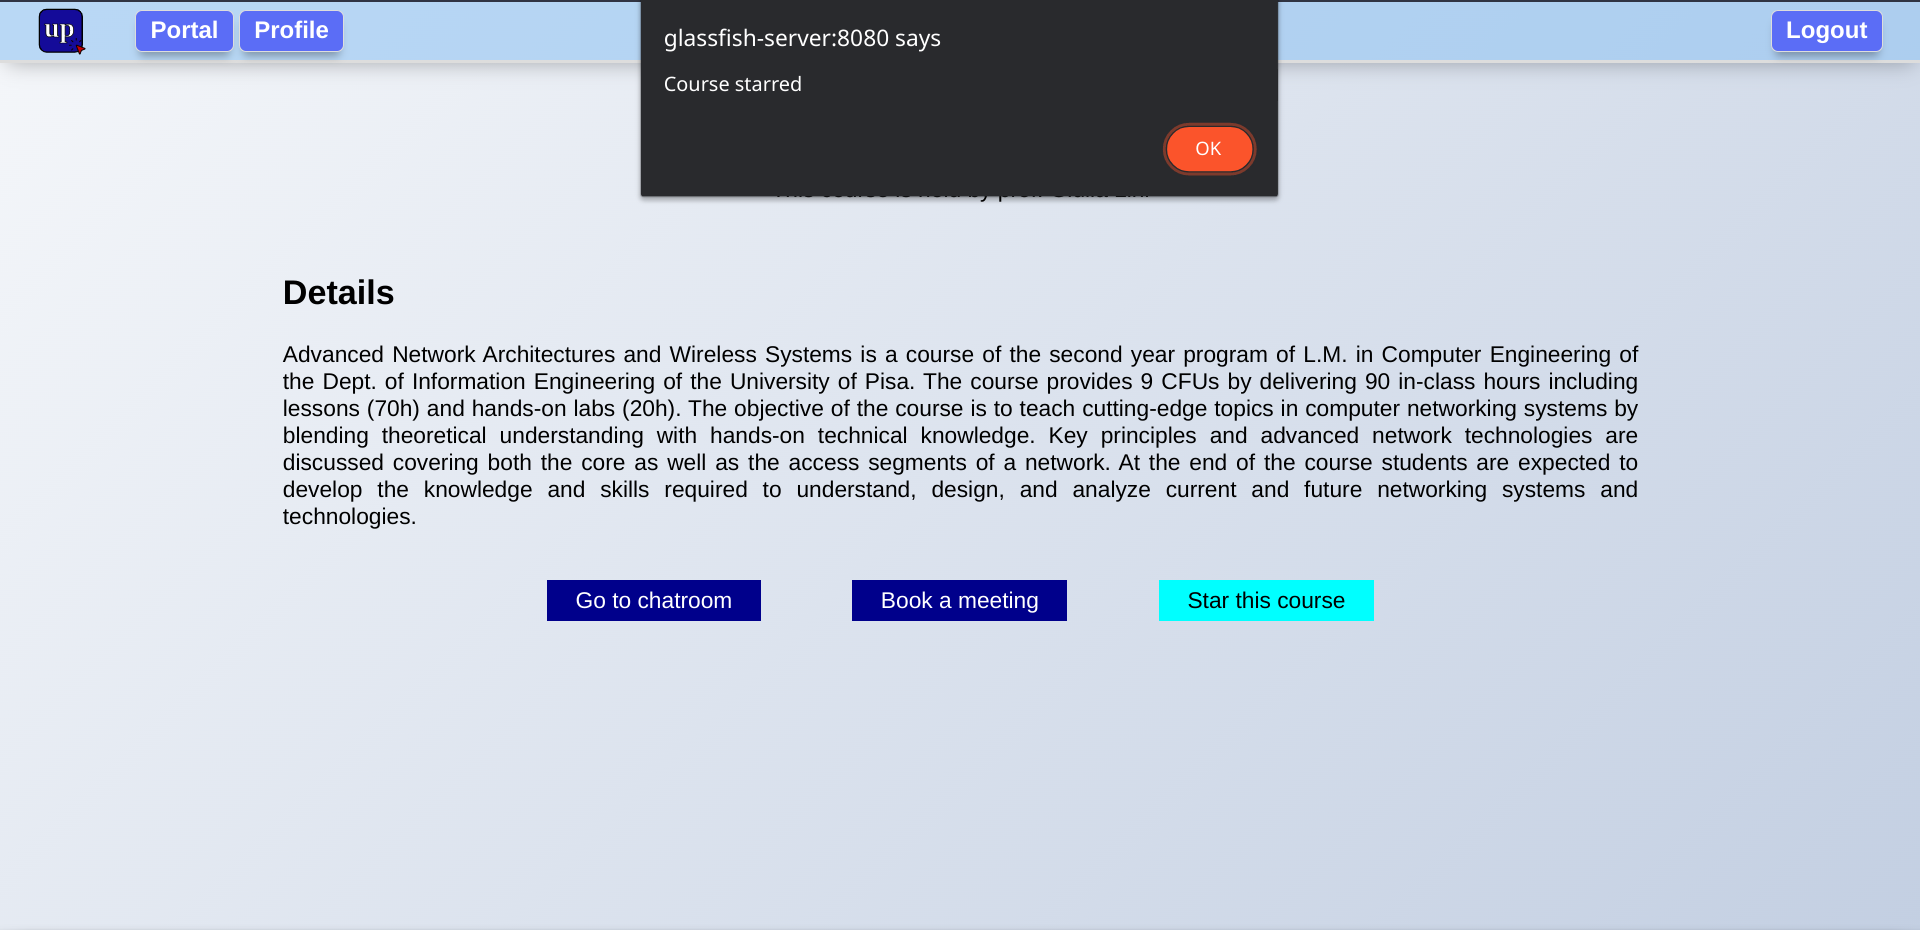 up
Portal
Profile
Logout
glassfish-server:8080 says
Course starred
OK
Details
Advanced Network Architectures and Wireless Systems is a course of the second year program of L.M. in Computer Engineering of
the Dept. of Information Engineering of the University of Pisa. The course provides 9 CFUs by delivering 90 in-class hours including
lessons (70h) and hands-on labs (20h). The objective of the course is to teach cutting-edge topics in computer networking systems by
blending theoretical understanding with hands-on technical knowledge. Key principles and advanced network technologies are
discussed covering both the core as well as the access segments of a network. At the end of the course students are expected to
develop the knowledge and skills required to understand, design, and analyze current and future networking systems and
technologies.
Go to chatroom
Book a meeting
Star this course